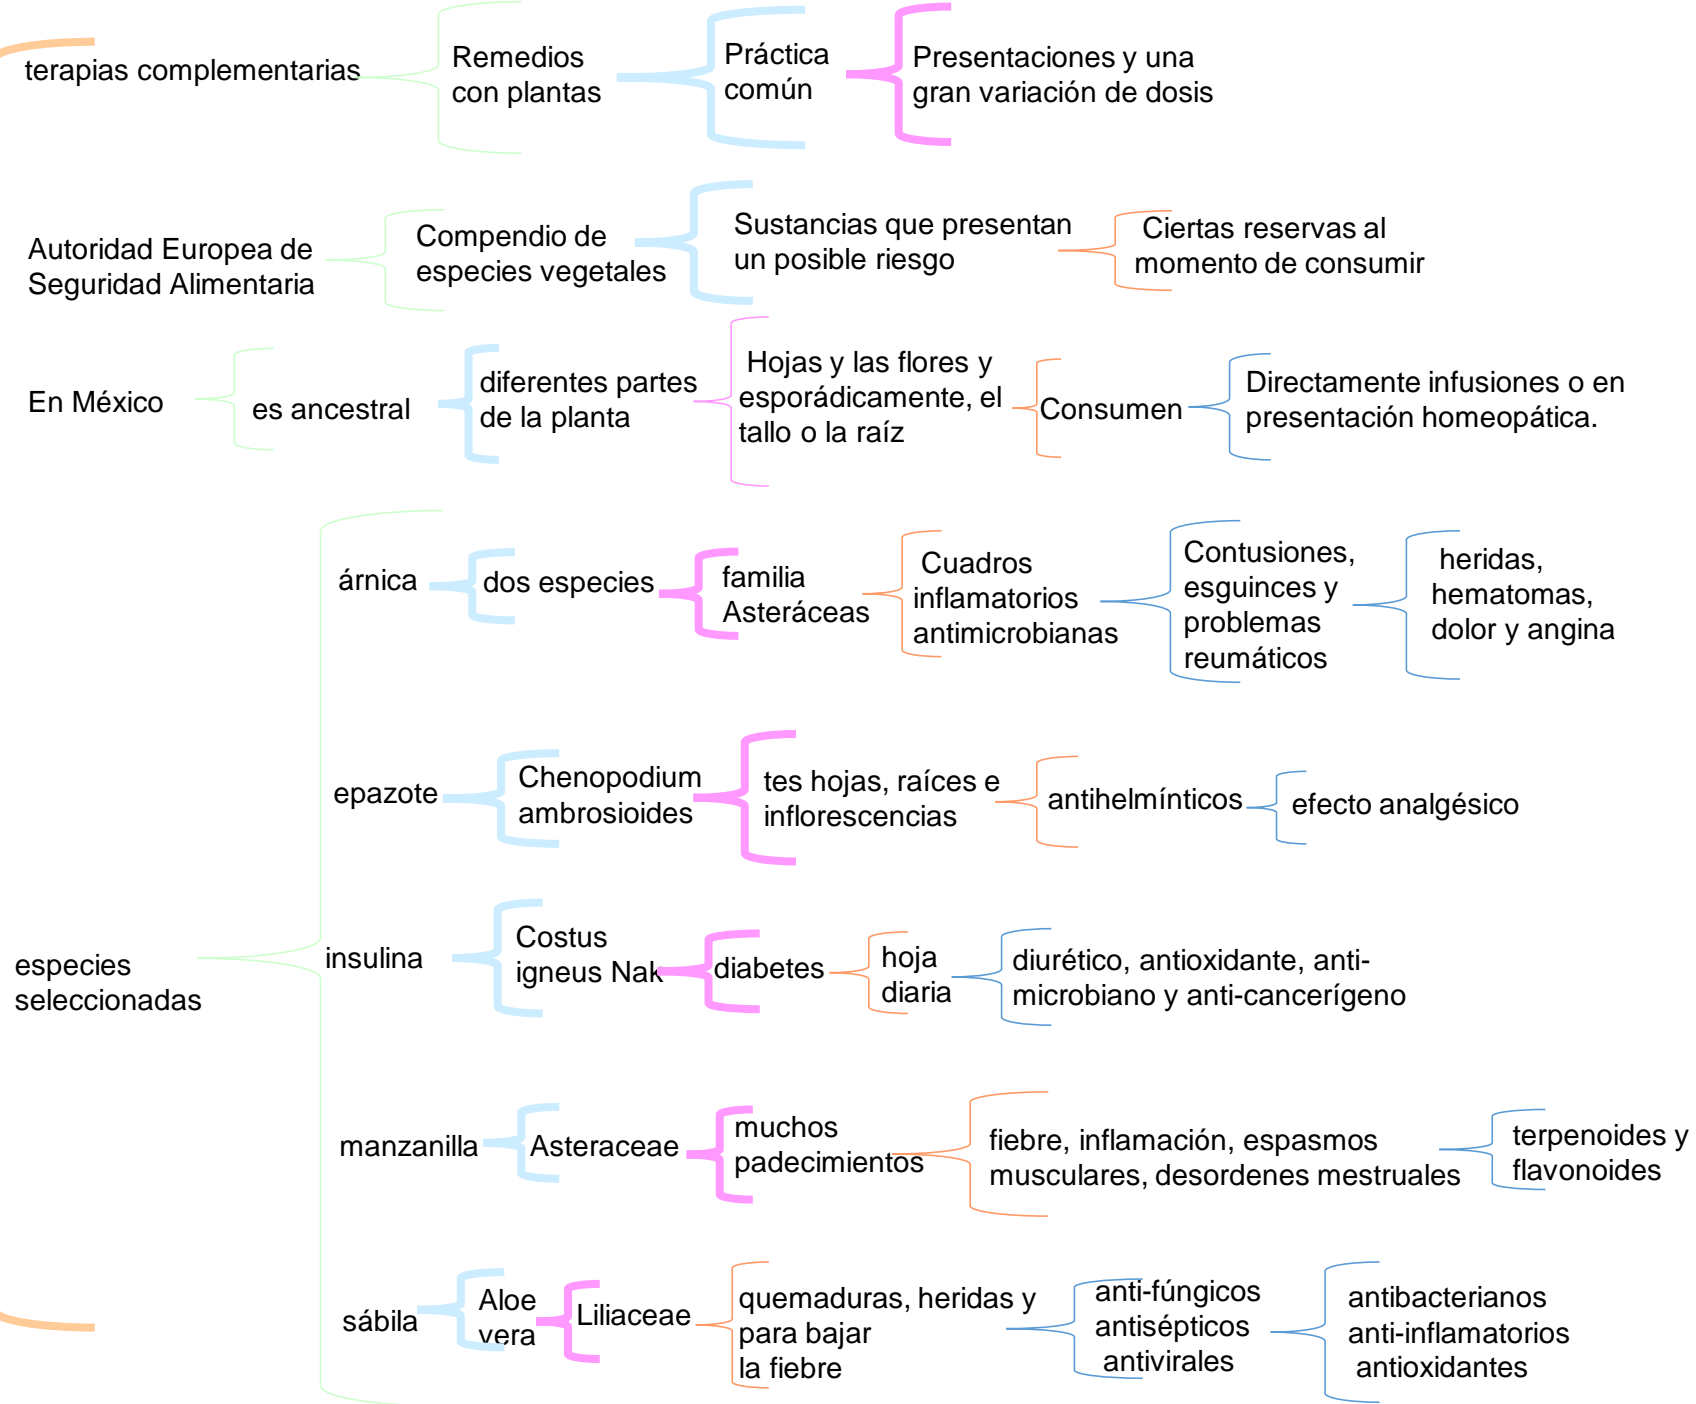 terapias complementarias
Remedios
con plantas
Práctica
común
Presentaciones y una
gran variación de dosis
Autoridad Europea de
Seguridad Alimentaria
Compendio de
especies vegetales
Sustancias que presentan
un posible riesgo
Ciertas reservas al
momento de consumir
En México
es ancestral
diferentes partes
de la planta
Hojas y las flores y
esporádicamente, el
tallo o la raíz
Consumen
Directamente infusiones o en
presentación homeopática.
especies
seleccionadas
árnica
dos especies
familia
Asteráceas
Cuadros
inflamatorios
antimicrobianas
Contusiones,
esguinces y
problemas
reumáticos
heridas,
hematomas,
dolor y angina
epazote
Chenopodium
ambrosioides
tes hojas, raíces e
inflorescencias
antihelmínticos
efecto analgésico
insulina
Costus
igneus Nak
diabetes
hoja
diaria
diurético, antioxidante, anti-
microbiano y anti-cancerígeno
manzanilla
Asteraceae
muchos
padecimientos
fiebre, inflamación, espasmos
musculares, desordenes mestruales
terpenoides y
flavonoides
sábila
Aloe
vera
Liliaceae
quemaduras, heridas y
para bajar
la fiebre
anti-fúngicos
antisépticos
antivirales
antibacterianos
anti-inflamatorios
antioxidantes